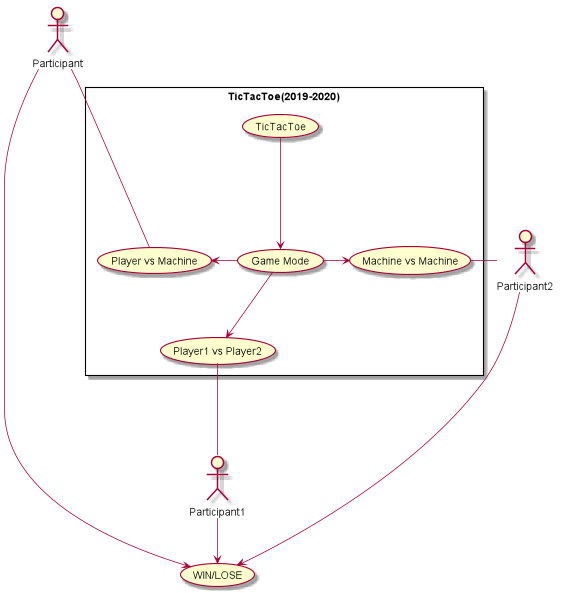 Participant
TicTacToe(2019-2020)
TicTacToe
Player vs Machine
Game Mode
Machine vs Machine
Participant2
Player1 vs Player2
Participant1
WIN/LOSE